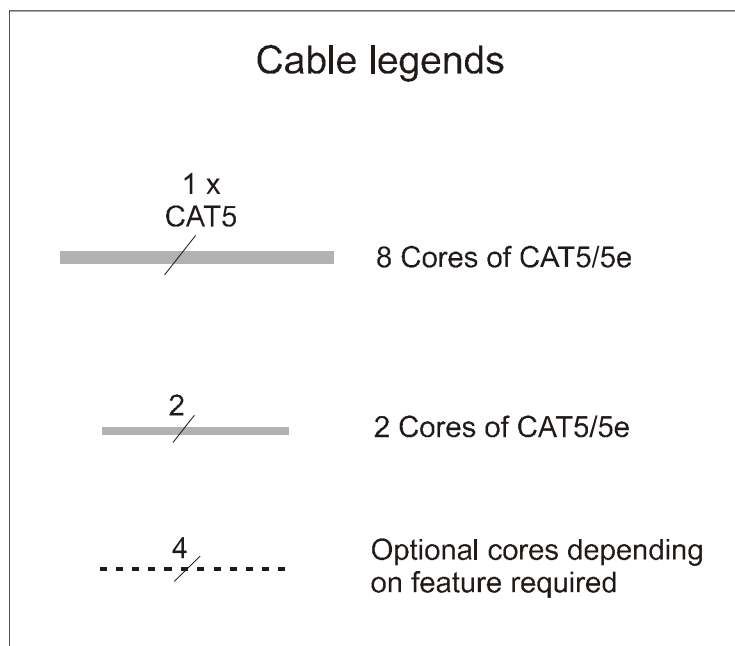 Cable legends
1 x
CAT5
8 Cores of CAT5/5e
2
2 Cores of CAT5/5e
4
Optional cores depending
on feature required